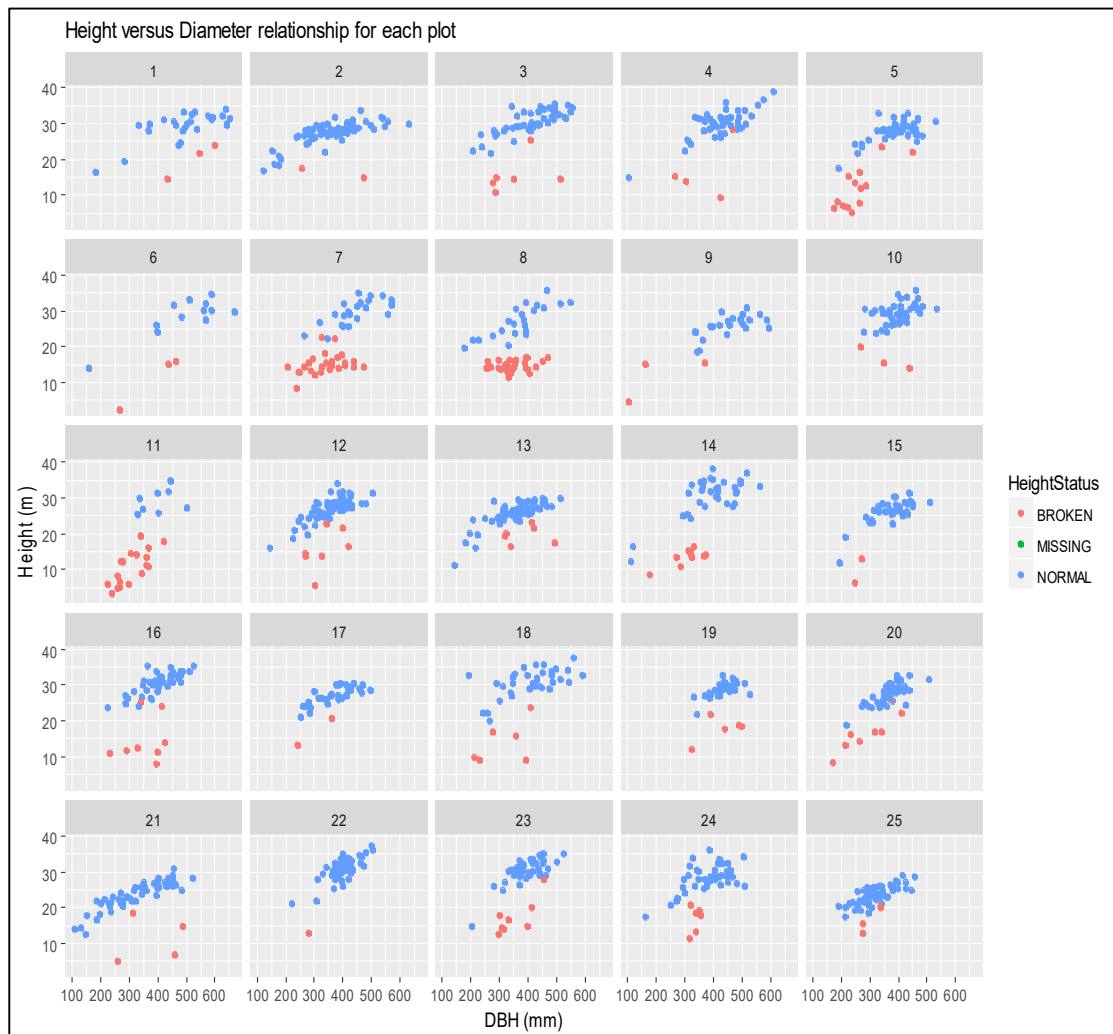 Height versus Diameter relationship for each plot
1 2 3 4 5
40
30
20
10
6 7 8 9 10
40
30
20
10
11 12 13 14 15
40
30
20
10
16 17 18 19 20
40
30
20
10
21 22 23 24 25
40
30
20
10
100 200 300 400 500 600 100 200 300 400 500 600 100 200 300 400 500 600 100 200 300 400 500 600 100 200 300 400 500 600
DBH (mm)
Height (m)
HeightStatus
BROKEN
MISSING
NORMAL